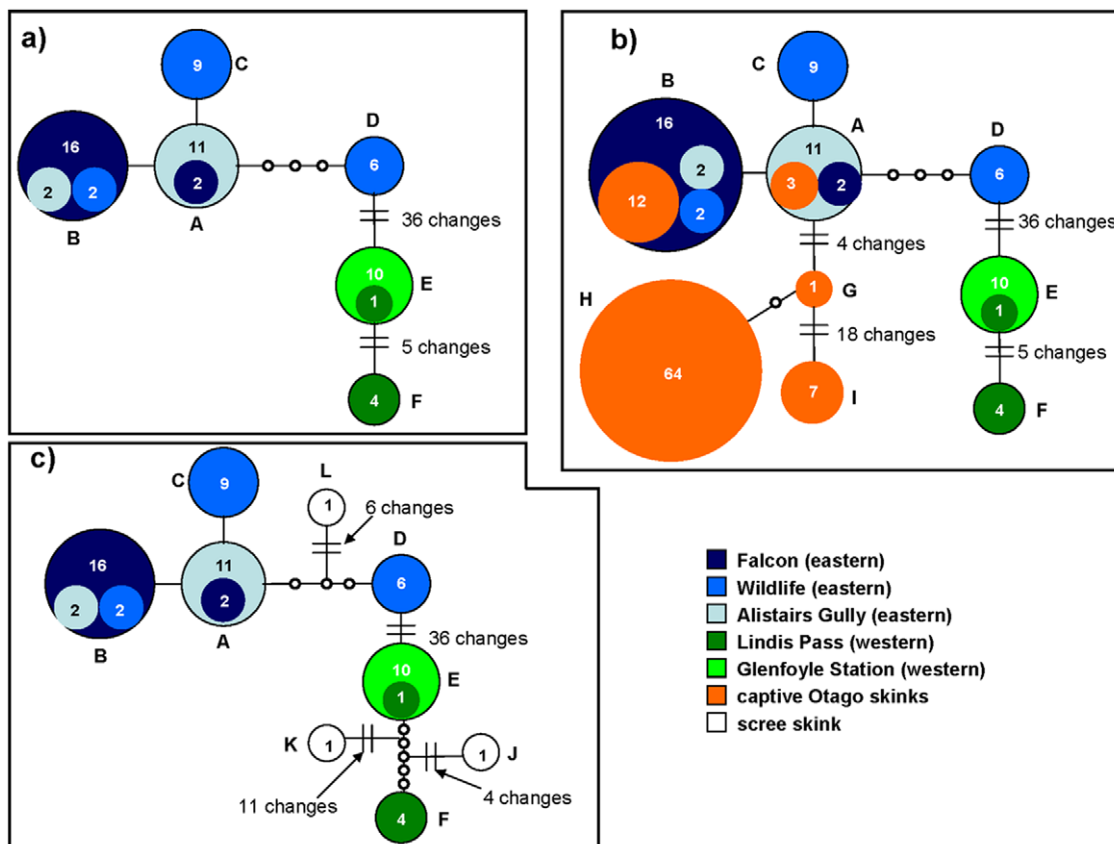 a)
9 C
16
2 2
B
11
2
A
D
6
36 changes
10
1
E
5 changes
4 F
b)
C 9
B
16
2
12
2
A
11
3 2
D
6
4 changes
36 changes
H
64
1 G
10
1
E
18 changes
5 changes
7 I
4 F
c)
C 9
L
1
6 changes
16
2 2
B
11
2
A
D
6
36 changes
10
1
E
K 1
1 J
11 changes
4 changes
4 F
Falcon (eastern)
Wildlife (eastern)
Alistairs Gully (eastern)
Lindis Pass (western)
Glenfoyle Station (western)
captive Otago skinks
scree skink